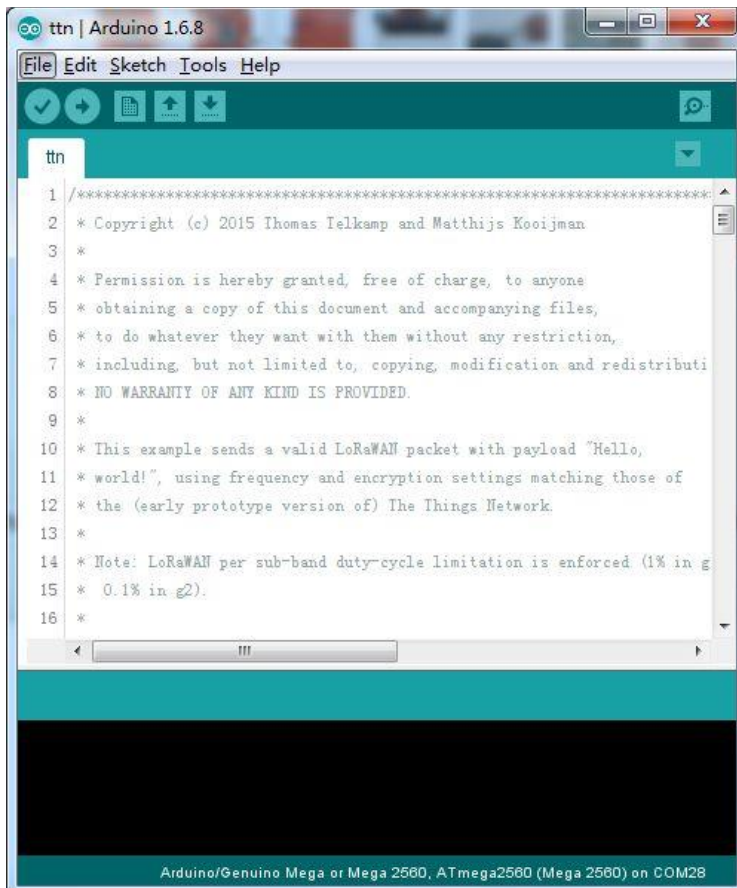 ttn | Arduino 1.6.8
File Edit Sketch Tools Help
ttn
1 /***********************************************************************
2 * Copyright (c) 2015 Thomas Telkamp and Matthijs Kooijman
3 *
4 * Permission is hereby granted, free of charge, to anyone
5 * obtaining a copy of this document and accompanying files,
6 * to do whatever they want with them without any restriction,
7 * including, but not limited to, copying, modification and redistributi
8 * NO WARRANTY OF ANY KIND IS PROVIDED.
9 *
10 * This example sends a valid LoRaWAN packet with payload "Hello,
11 * world!", using frequency and encryption settings matching those of
12 * the (early prototype version of) The Things Network.
13 *
14 * Note: LoRaWAN per sub-band duty-cycle limitation is enforced (1% in g
15 * 0.1% in g2).
16 *
Arduino/Genuino Mega or Mega 2560, ATmega2560 (Mega 2560) on COM28